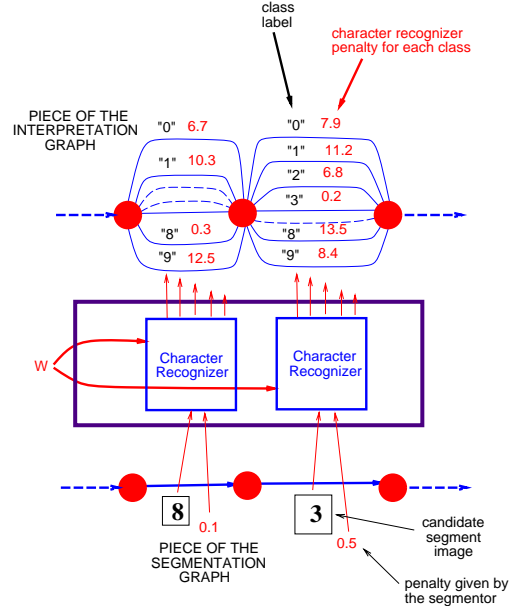 class
label
character recognizer
penalty for each class
PIECE OF THE
INTERPRETATION
GRAPH
"0" 6.7
"1" 10.3
"8" 0.3
"9" 12.5
"0" 7.9
"1" 11.2
"2" 6.8
"3" 0.2
"8" 13.5
"9" 8.4
W
Character
Recognizer
Character
Recognizer
8
3
0.1
0.5
PIECE OF THE
SEGMENTATION
GRAPH
candidate
segment
image
penalty given by
the segmentor